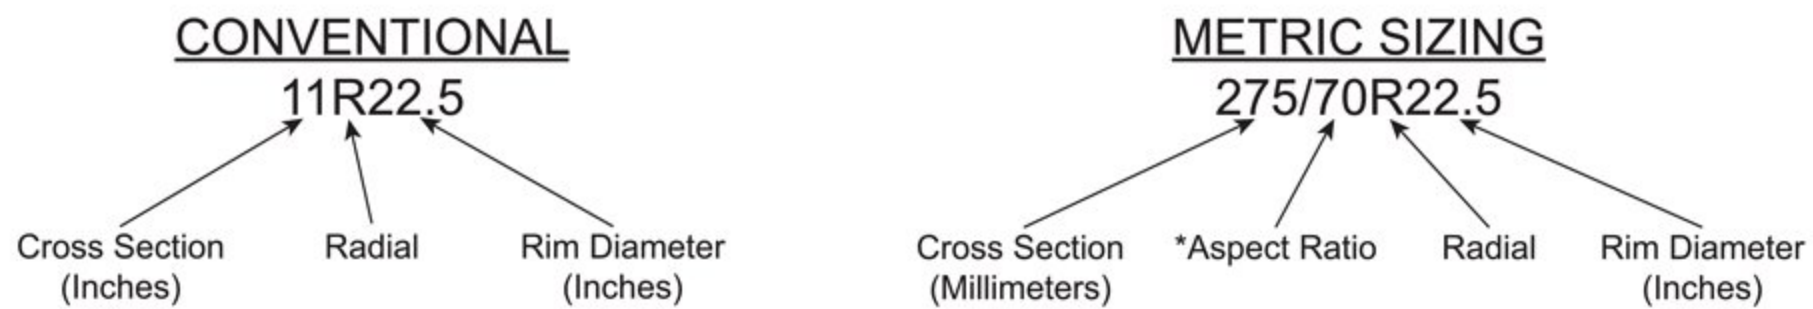 CONVENTIONAL
11R22.5
Cross Section
(Inches)
Radial
Rim Diameter
(Inches)
METRIC SIZING
275/70R22.5
Cross Section
(Millimeters)
*Aspect Ratio
Radial
Rim Diameter
(Inches)